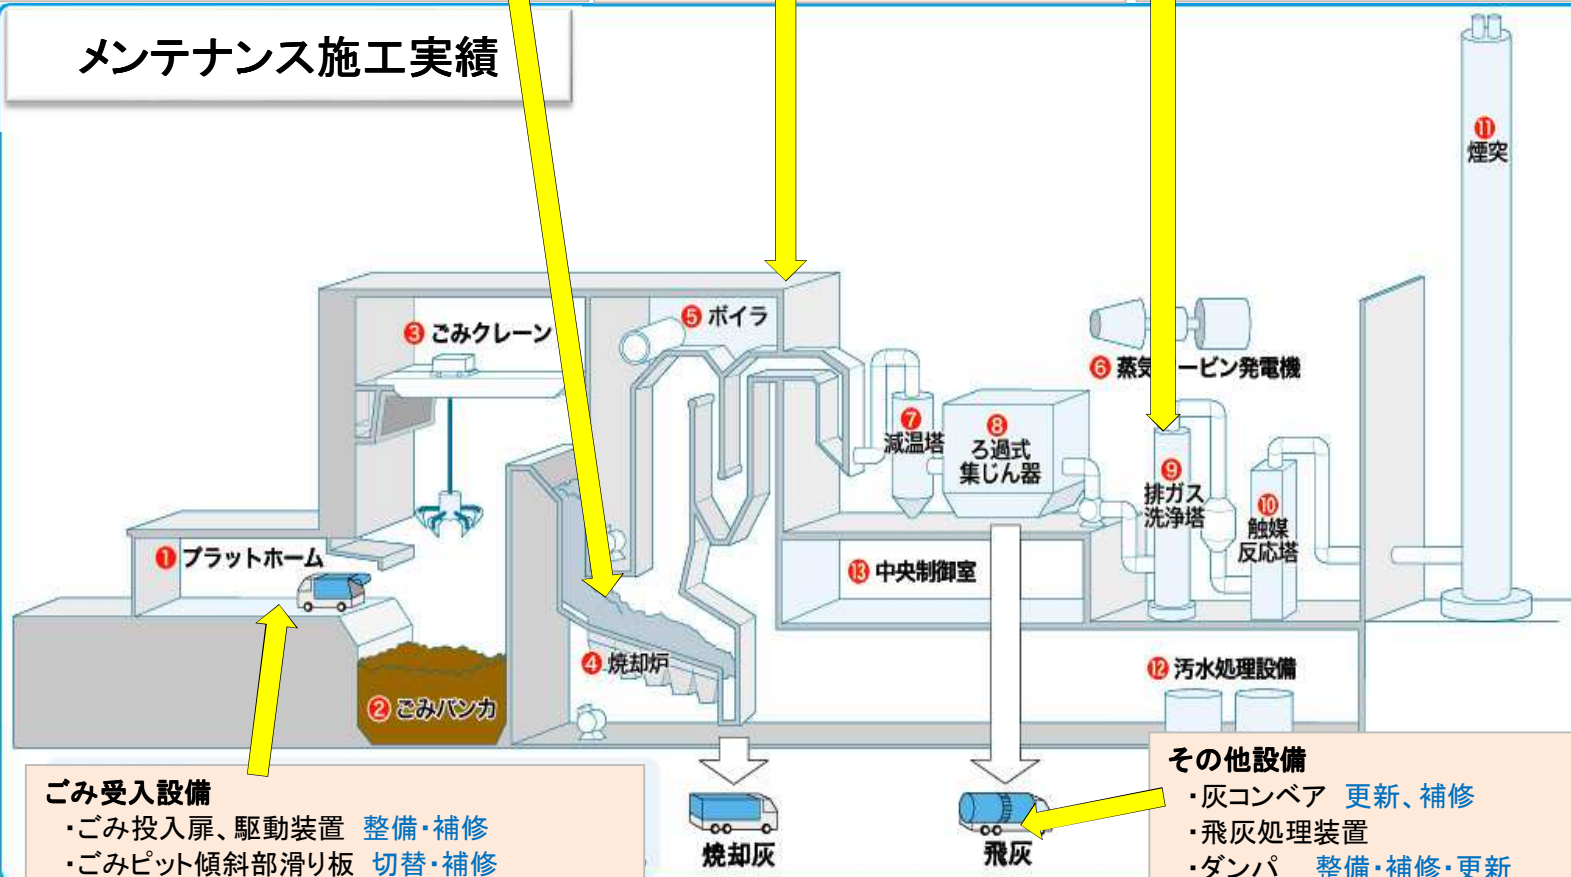 メンテナンス施工実績
⑪
煙突
③ ごみクレーン
⑤ ボイラ
⑥ 蒸気 ービン発電機
⑦
減温塔
⑧
ろ過式
集じん器
⑨
排ガス
洗浄塔
⑩
触媒
反応塔
① プラットホーム
⑬ 中央制御室
④ 焼却炉
⑫ 汚水処理設備
② ごみバンカ
ごみ受入設備
・ごみ投入扉、駆動装置 整備・補修
・ごみピット傾斜部滑り板 切替・補修
焼却灰
飛灰
その他設備
・灰コンベア 更新、補修
・飛灰処理装置
・ダンパ 整備・補修・更新